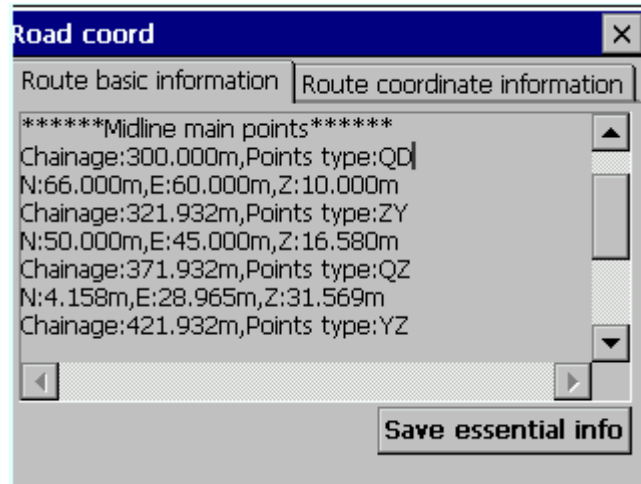 Road coord
Route basic information
Route coordinate information
******Midline main points******
Chainage:300.000m,Points type:QD
N:66.000m,E:60.000m,Z:10.000m
Chainage:321.932m,Points type:ZY
N:50.000m,E:45.000m,Z:16.580m
Chainage:371.932m,Points type:QZ
N:4.158m,E:28.965m,Z:31.569m
Chainage:421.932m,Points type:YZ
Save essential info